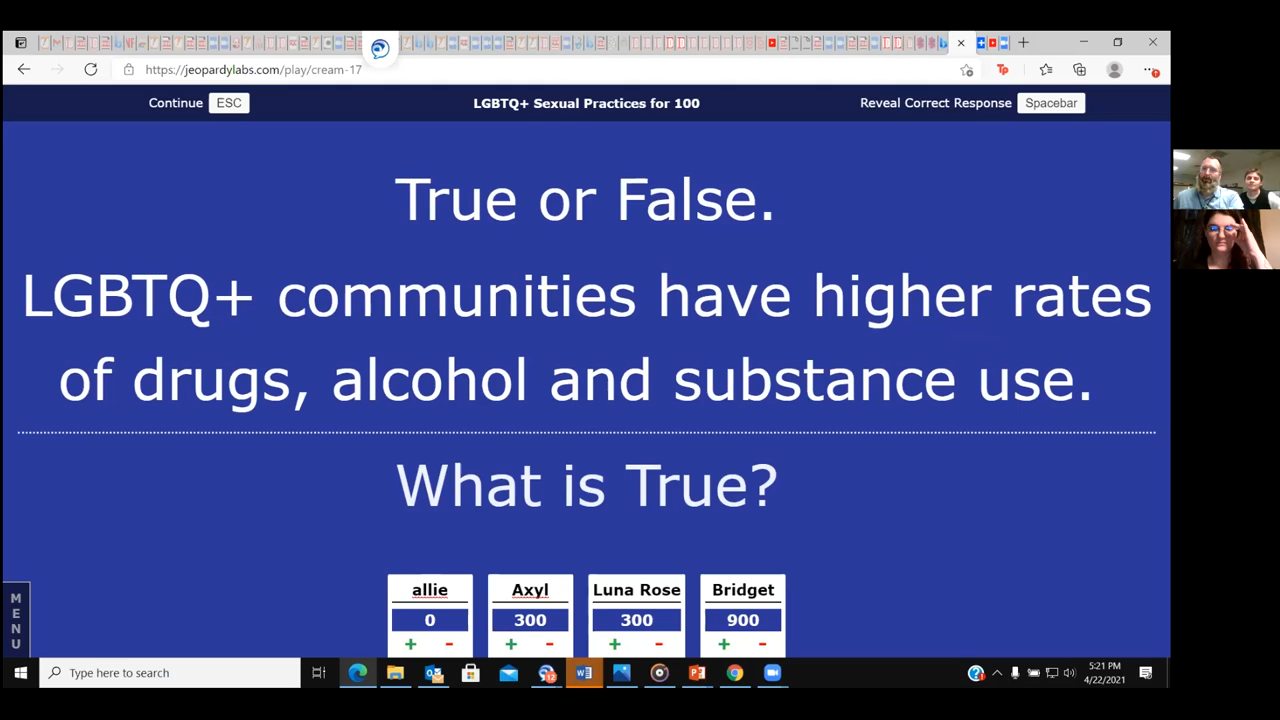 https://jeopardylabs.com/play/cream-17
Continue ESC
LGBTQ+ Sexual Practices for 100
Reveal Correct Response Spacebar
True or False.
LGBTQ+ communities have higher rates
of drugs, alcohol and substance use.
What is True?
MENU
allie Axyl Luna Rose Bridget
0 300 300 900
+ - + - + - + -
Type here to search
12
5:21 PM
4/22/2021